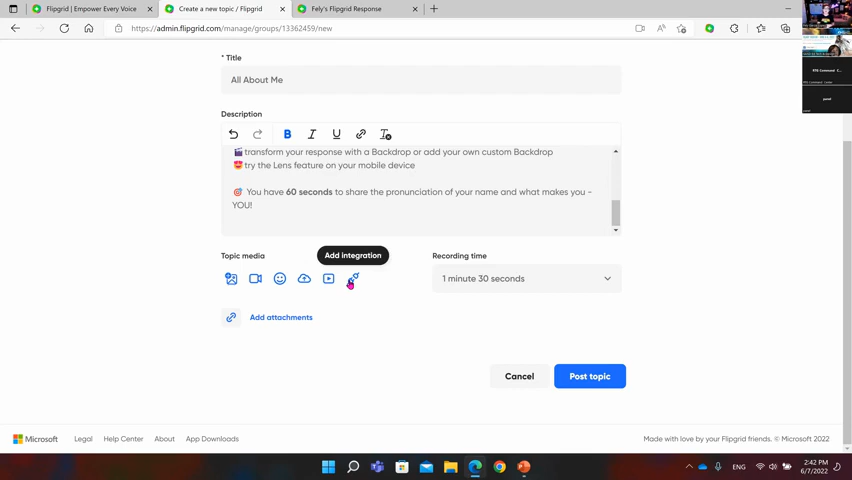 Flipgrid | Empower Every Voice
Create a new topic / Flipgrid
Fely's Flipgrid Response
https://admin.flipgrid.com/manage/groups/13362459/new
* Title
All About Me
Description
transform your response with a Backdrop or add your own custom Backdrop
try the Lens feature on your mobile device
You have 60 seconds to share the pronunciation of your name and what makes you -
YOU!
Topic media
Add integration
Recording time
1 minute 30 seconds
Add attachments
Cancel
Post topic
Microsoft
Legal
Help Center
About
App Downloads
Made with love by your Flipgrid friends. © Microsoft 2022
ENG
2:42 PM
6/7/2022